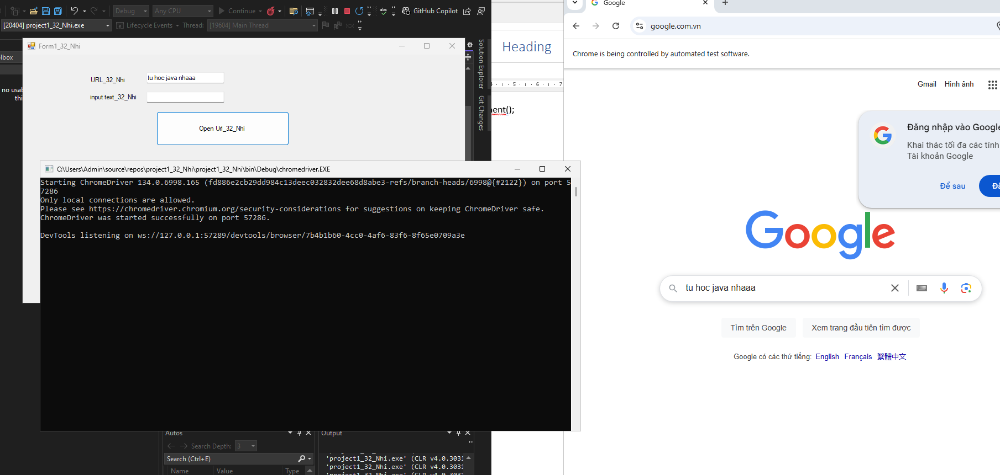 Debug
Any CPU
Continue
abc
GitHub Copilot
[20404] project1_32_Nhi.exe
Lifecycle Events
Thread:
[19604] Main Thread
Form1_32_Nhi
URL_32_Nhi
tu hoc java nhaaa
input text_32_Nhi
Open Url_32_Nhi
lbox
no usal
thi
Solution Explorer
Git Changes
Heading
5 6 7
ent();
C:\Users\Admin\source\repos\project1_32_Nhi\project1_32_Nhi\bin\Debug\chromedriver.EXE
Starting ChromeDriver 134.0.6998.165 (fd886e2cb29dd984c13deec032832dee68d8abe3-refs/branch-heads/6998@{#2122}) on port 5
7286
Only local connections are allowed.
Please see https://chromedriver.chromium.org/security-considerations for suggestions on keeping ChromeDriver safe.
ChromeDriver was started successfully on port 57286.
DevTools listening on ws://127.0.0.1:57289/devtools/browser/7b4b1b60-4cc0-4af6-83f6-8f65e0709a3e
Autos
Search Depth:
3
Search (Ctrl+E)
Name
Value
Type
Output
'project1_32_Nhi.exe' (CLR v4.0.3031
'project1_32_Nhi.exe' (CLR v4.0.3031
'project1_32_Nhi.exe' (CLR v4.0.3031
Google
google.com.vn
Chrome is being controlled by automated test software.
Gmail
Hình ảnh
Đăng nhập vào Google
Khai thác tối đa các tính
Tài khoản Google
Để sau
Đă
Google
tu hoc java nhaaa
Tìm trên Google
Xem trang đầu tiên tìm được
Google có các thứ tiếng: English Français 繁體中文